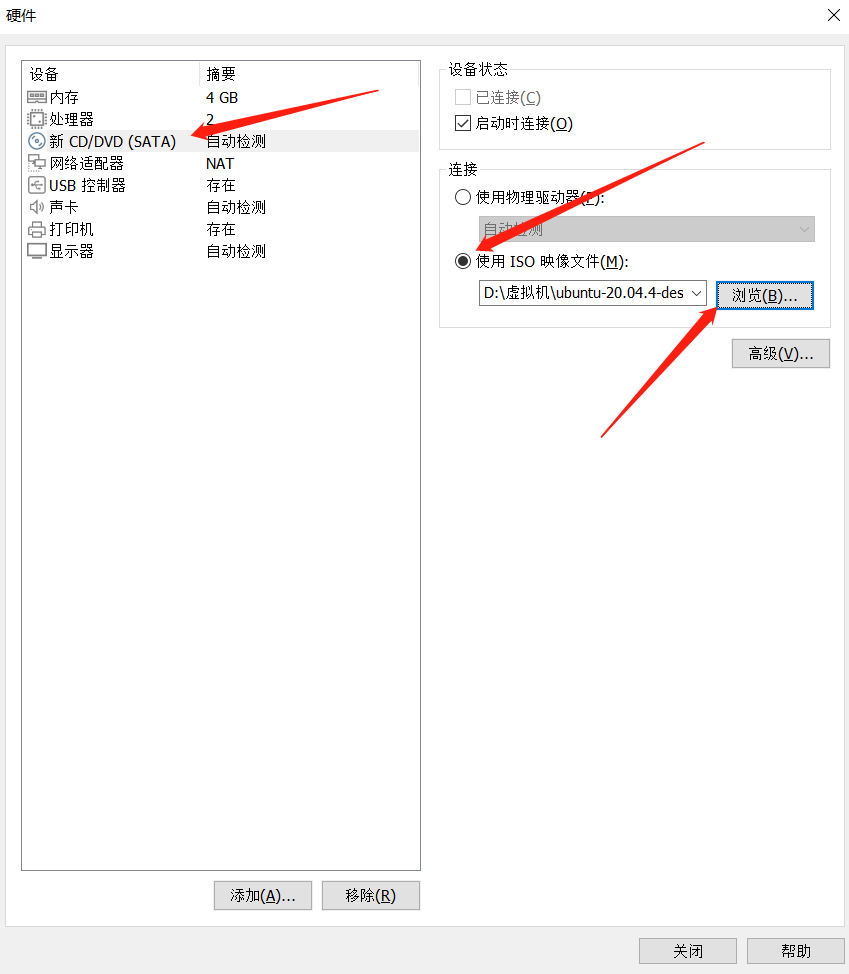 硬件
设备 摘要
内存 4 GB
处理器 2
新 CD/DVD (SATA) 自动检测
网络适配器 NAT
USB 控制器 存在
声卡 自动检测
打印机 存在
显示器 自动检测
添加(A)... 移除(R)
设备状态
已连接(C)
启动时连接(O)
连接
使用物理驱动器(P):
自动检测
使用 ISO 映像文件(M):
D:\虚拟机\ubuntu-20.04.4-des 浏览(B)...
高级(V)...
关闭 帮助